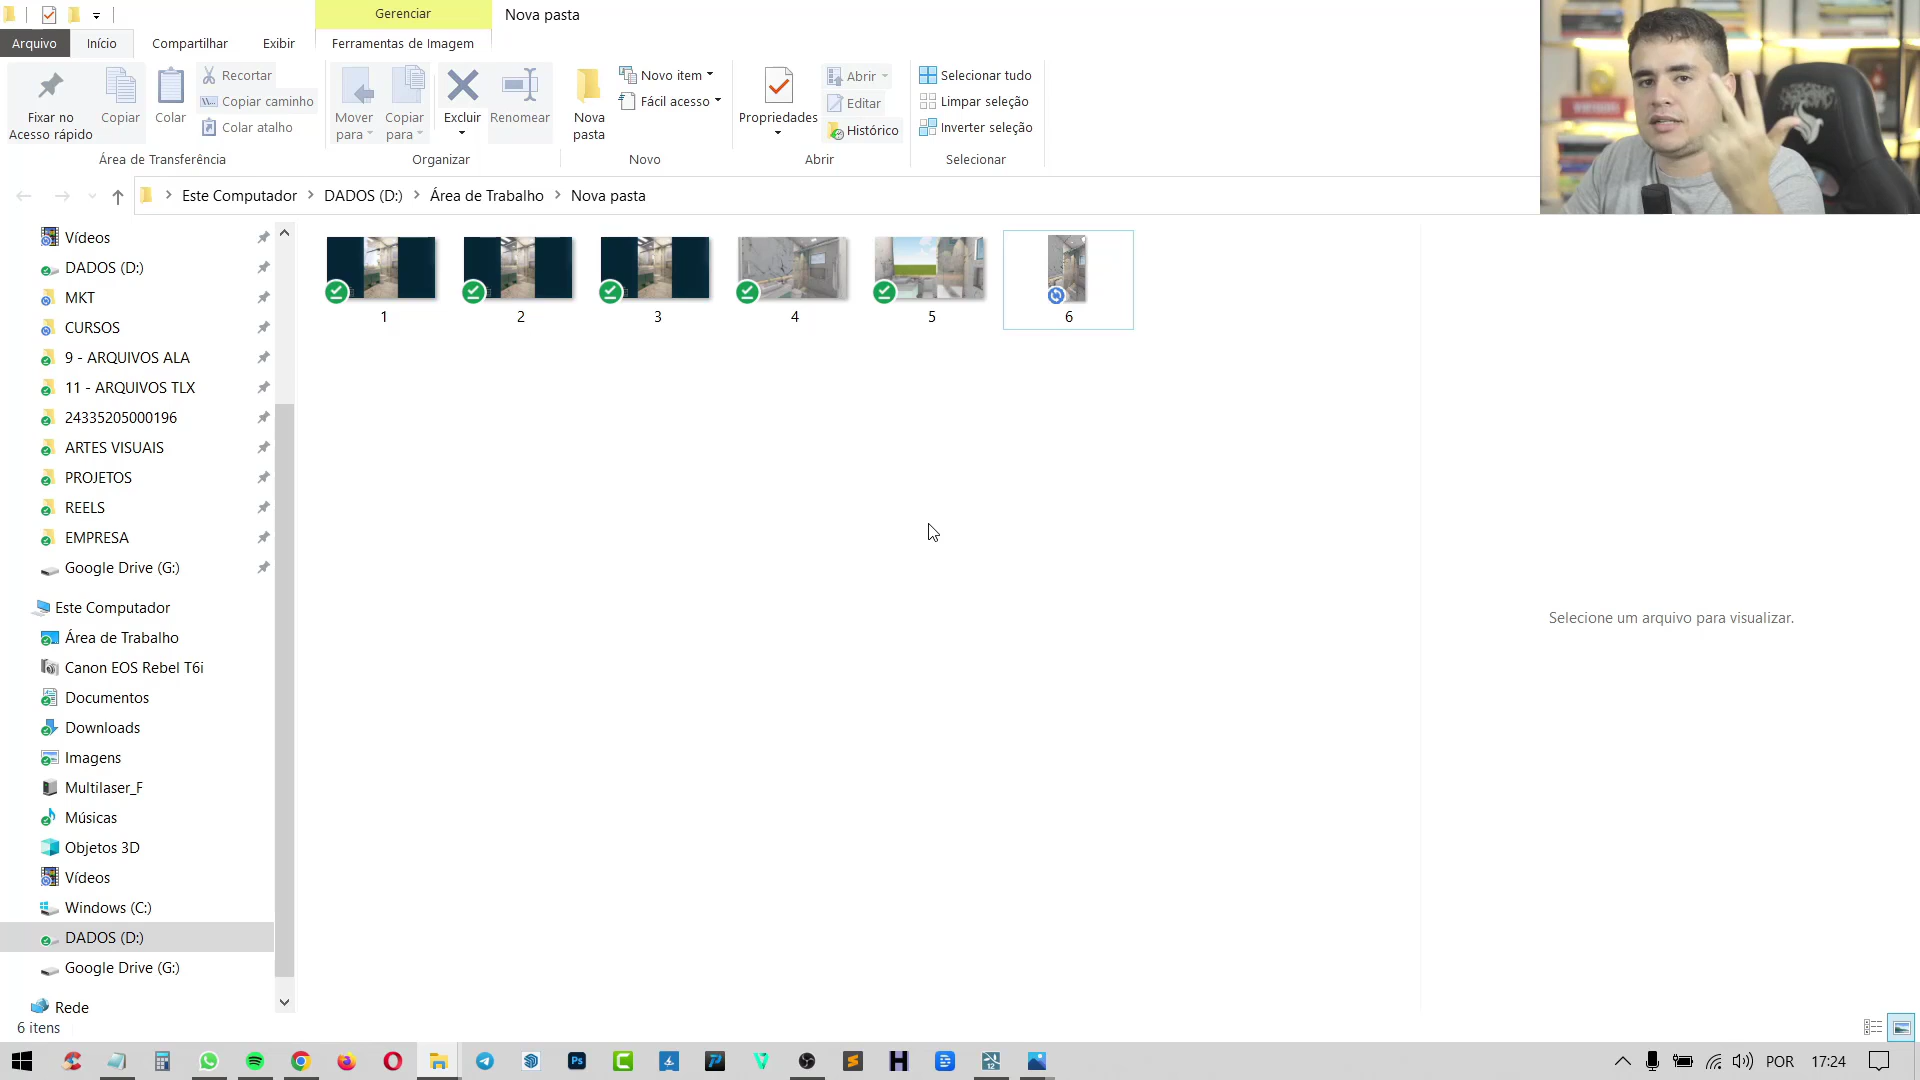 Gerenciar
Nova pasta
Arquivo
Início
Compartilhar
Exibir
Ferramentas de Imagem
Fixar no
Acesso rápido
Copiar
Colar
Recortar
Copiar caminho
Colar atalho
Área de Transferência
Mover
para
Copiar
para
Excluir
Renomear
Organizar
Nova
pasta
Novo item
Fácil acesso
Novo
Propriedades
Abrir
Editar
Histórico
Abrir
Selecionar tudo
Limpar seleção
Inverter seleção
Selecionar
Este Computador
DADOS (D:)
Área de Trabalho
Nova pasta
Vídeos
DADOS (D:)
MKT
CURSOS
9 - ARQUIVOS ALA
11 - ARQUIVOS TLX
24335205000196
ARTES VISUAIS
PROJETOS
REELS
EMPRESA
Google Drive (G:)
Este Computador
Área de Trabalho
Canon EOS Rebel T6i
Documentos
Downloads
Imagens
Multilaser_F
Músicas
Objetos 3D
Vídeos
Windows (C:)
DADOS (D:)
Google Drive (G:)
Rede
1
2
3
4
5
6
Selecione um arquivo para visualizar.
6 itens
Ps
12
POR
17:24